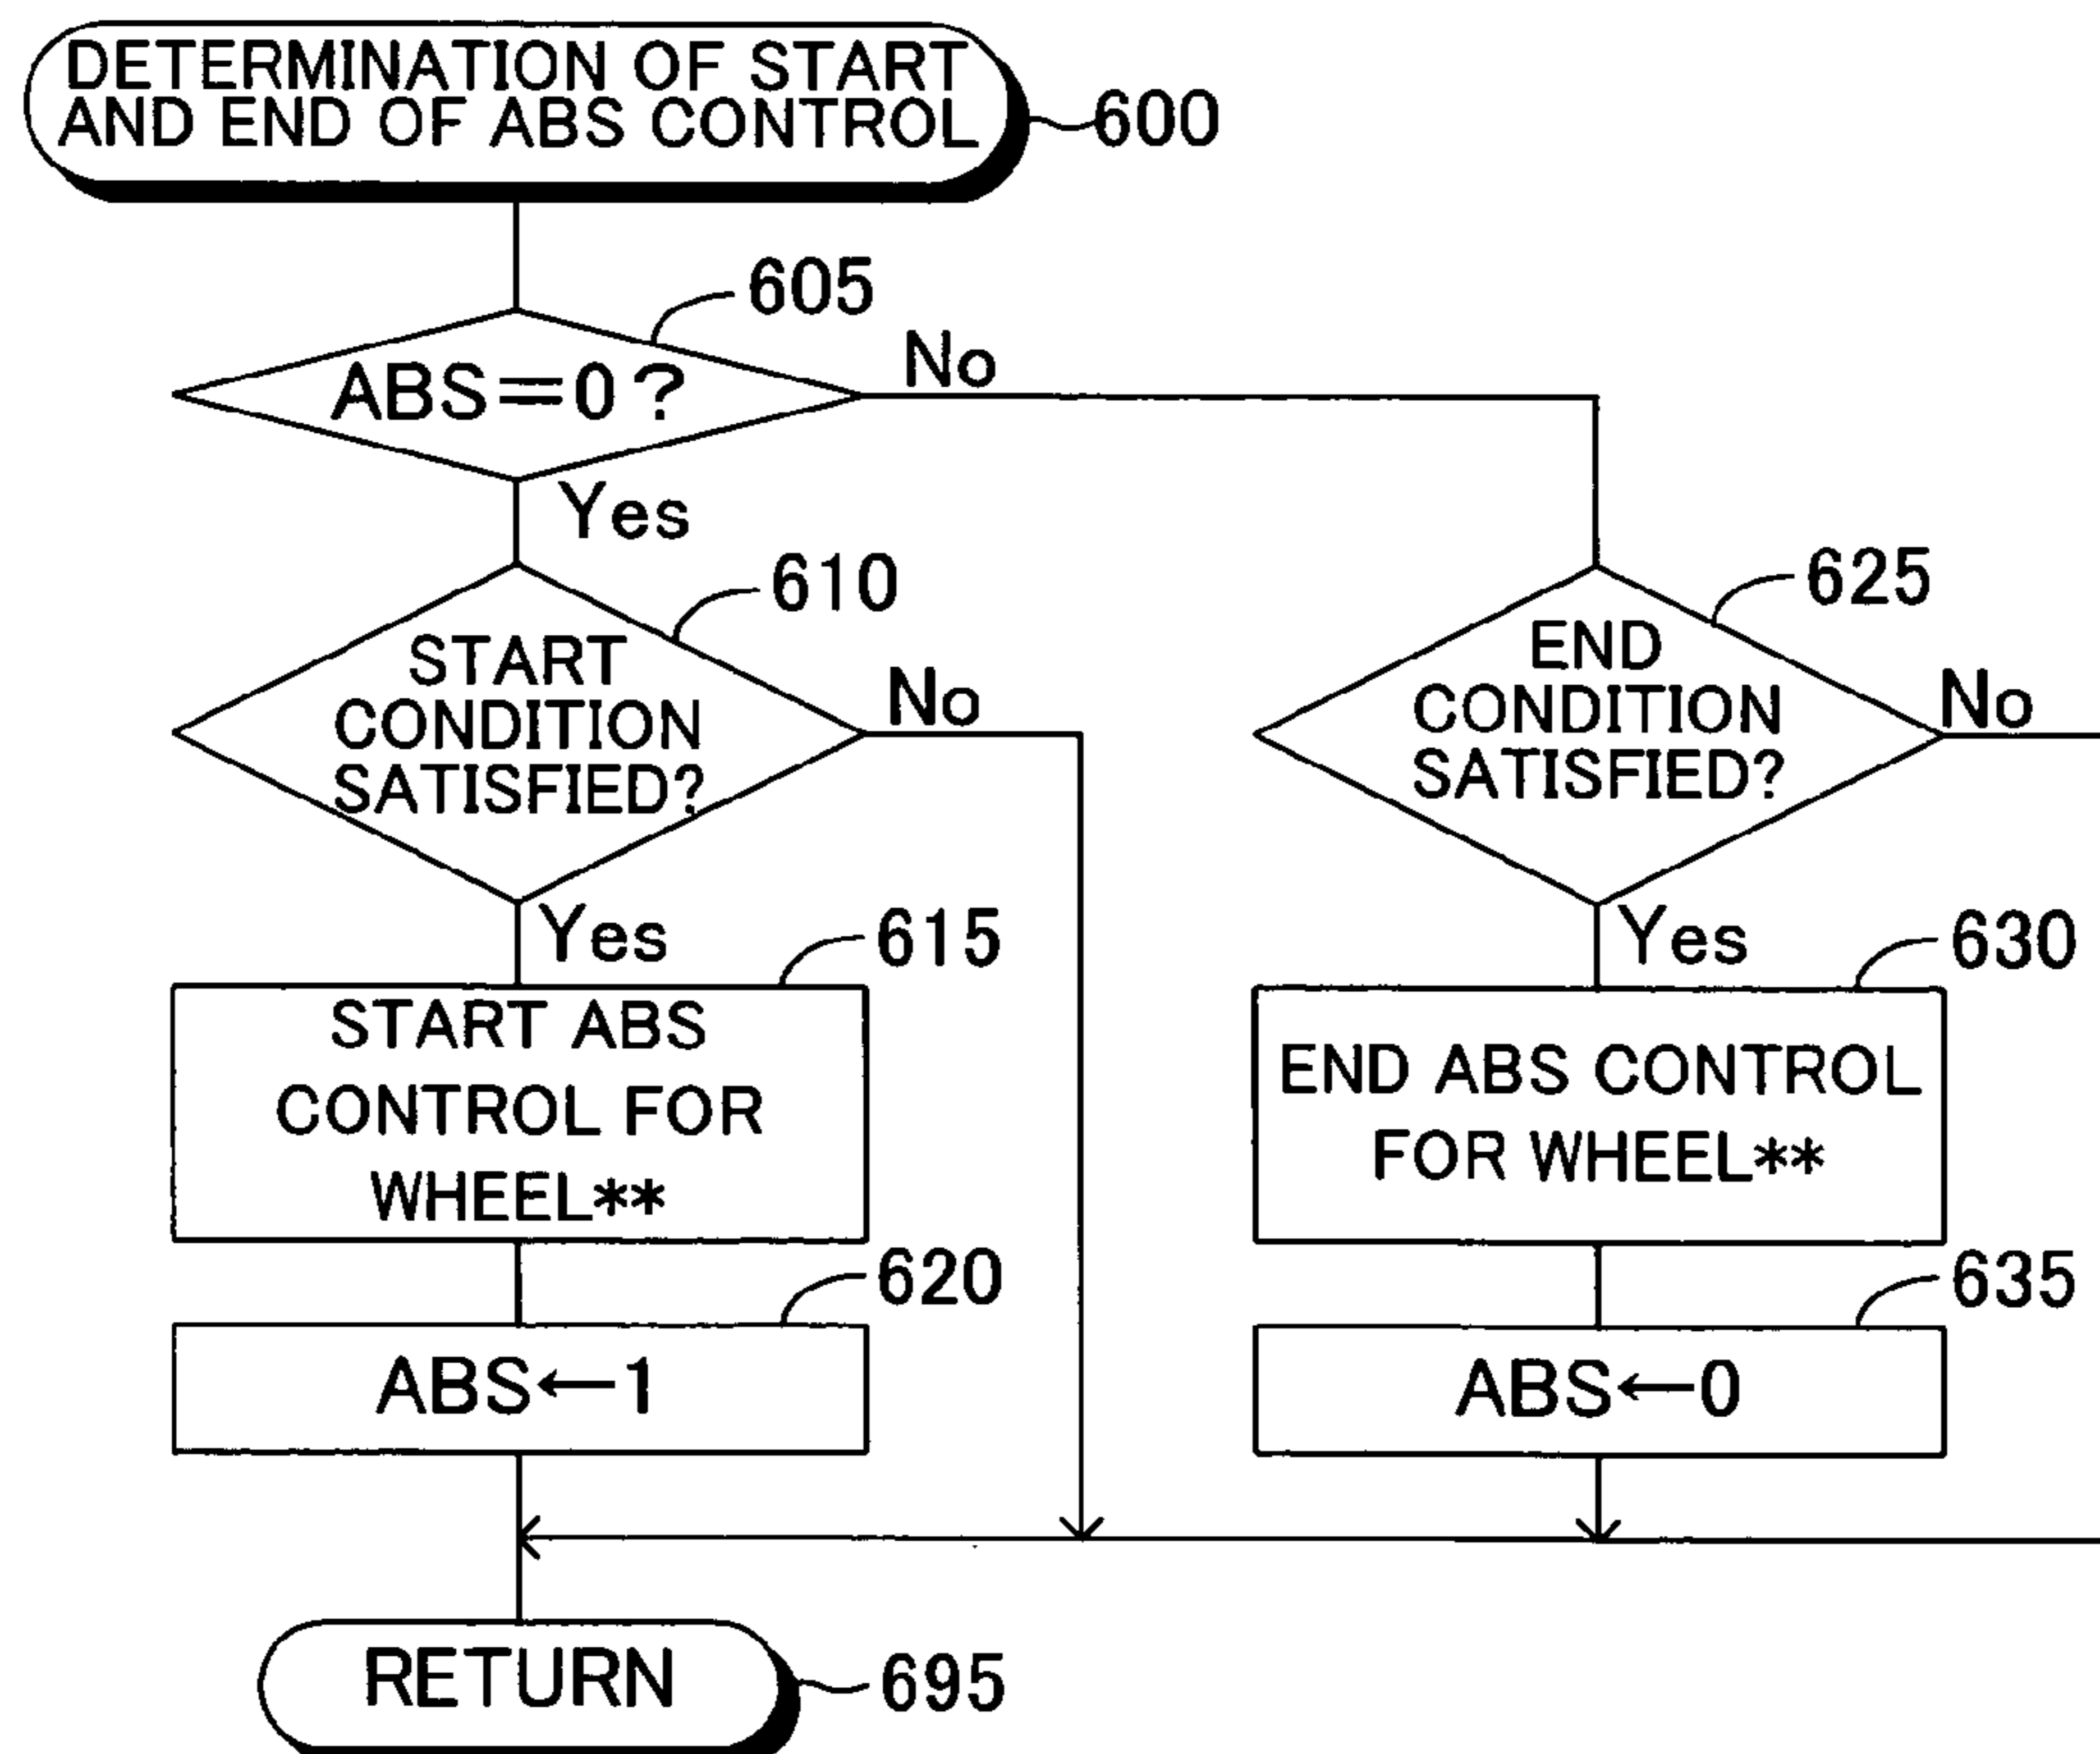 DETERMINATION OF START
AND END OF ABS CONTROL
600
605
ABS=0?
No
Yes
610
START
CONDITION
SATISFIED?
No
Yes
615
START ABS
CONTROL FOR
WHEEL**
620
ABS←1
625
END
CONDITION
SATISFIED?
No
Yes
630
END ABS CONTROL
FOR WHEEL**
635
ABS←0
RETURN
695